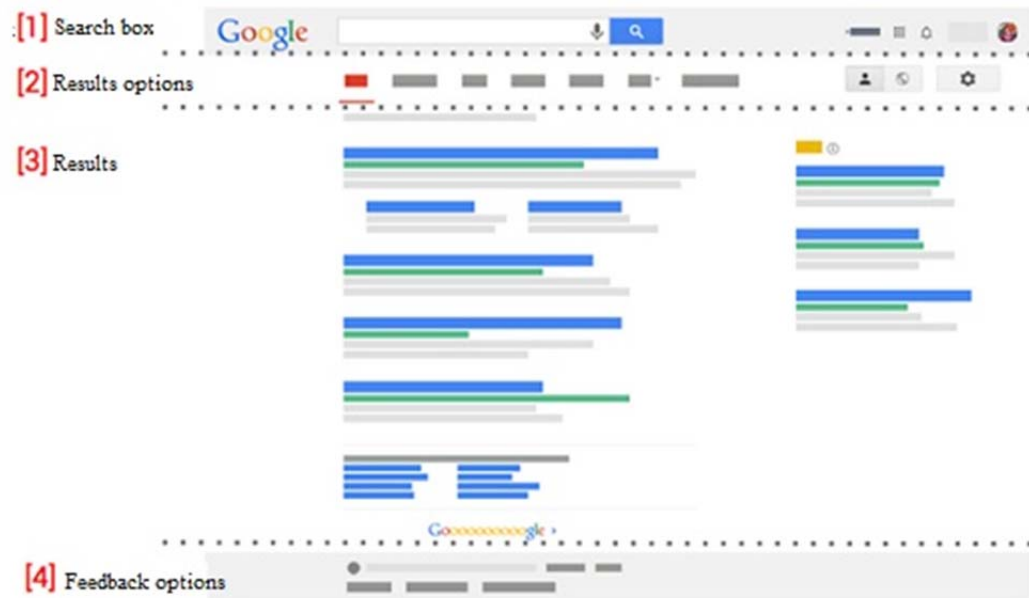 [1] Search box
Google
[2] Results options
[3] Results
Goooooooooogle ›
[4] Feedback options